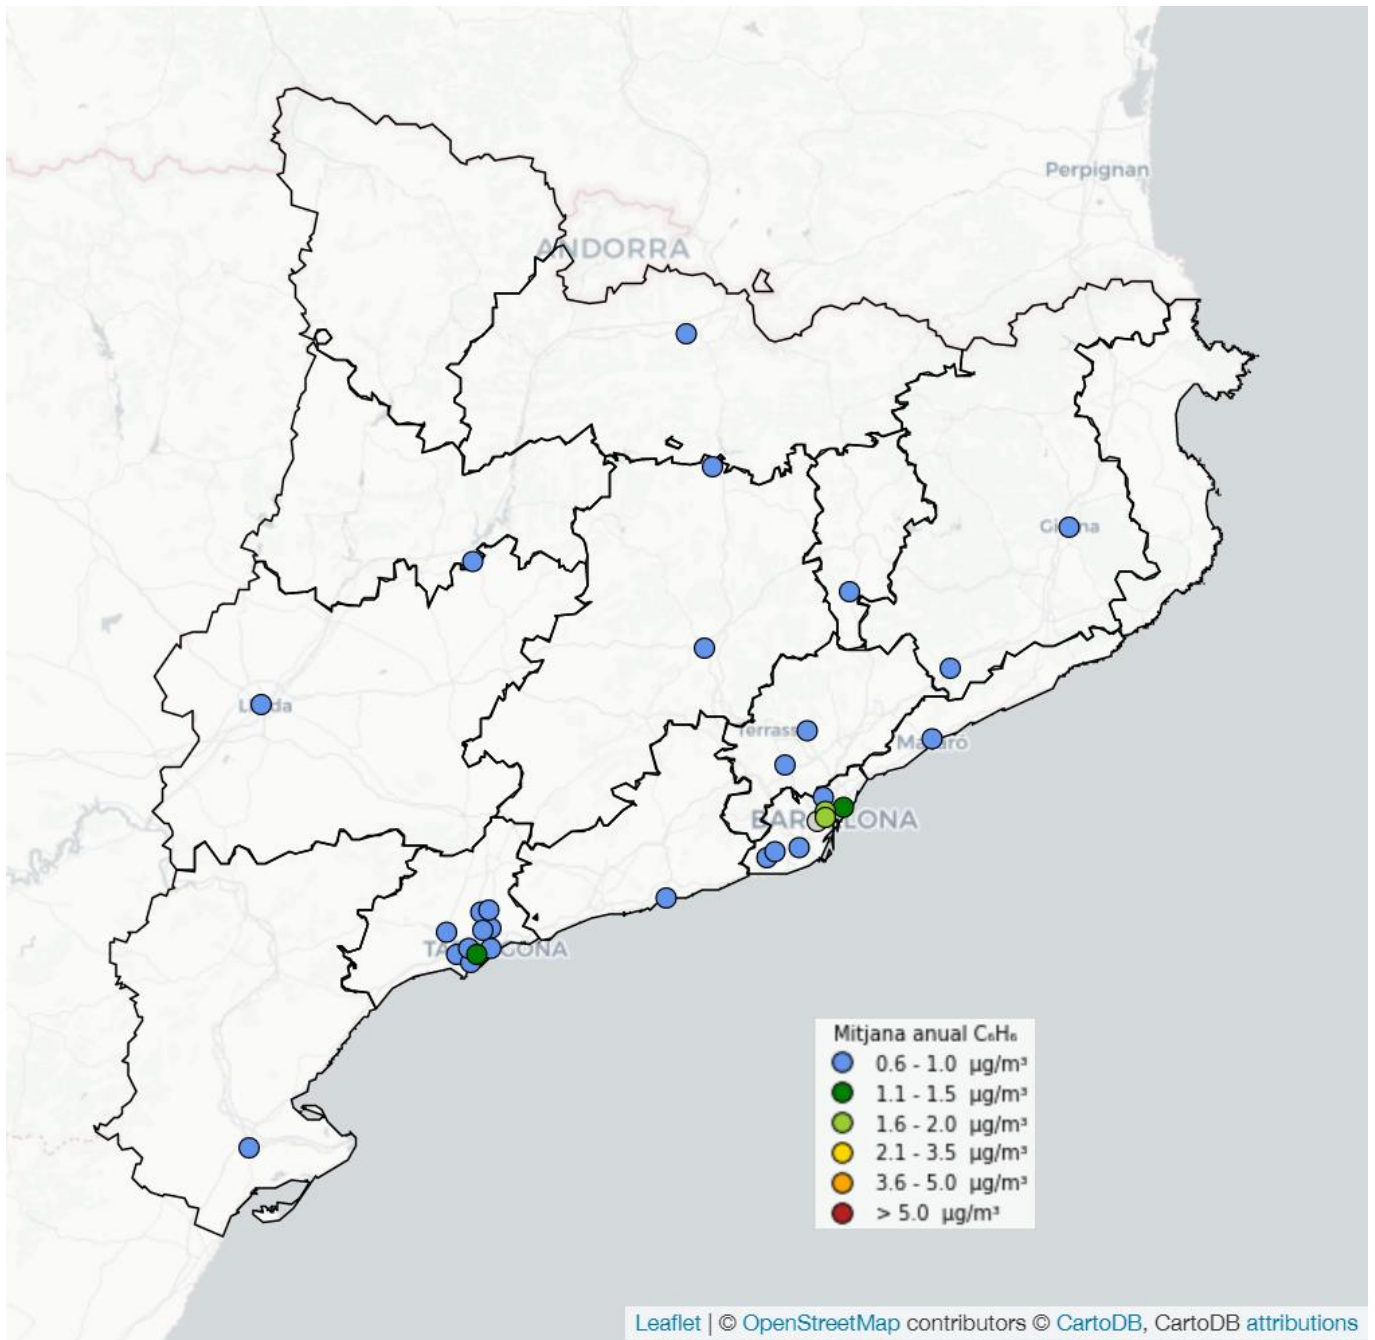 Perpignan
ANDORRA
Mitjana anual C₆H₆
0.6 - 1.0 µg/m³
1.1 - 1.5 µg/m³
1.6 - 2.0 µg/m³
2.1 - 3.5 µg/m³
3.6 - 5.0 µg/m³
> 5.0 µg/m³
Leaflet | © OpenStreetMap contributors © CartoDB, CartoDB attributions